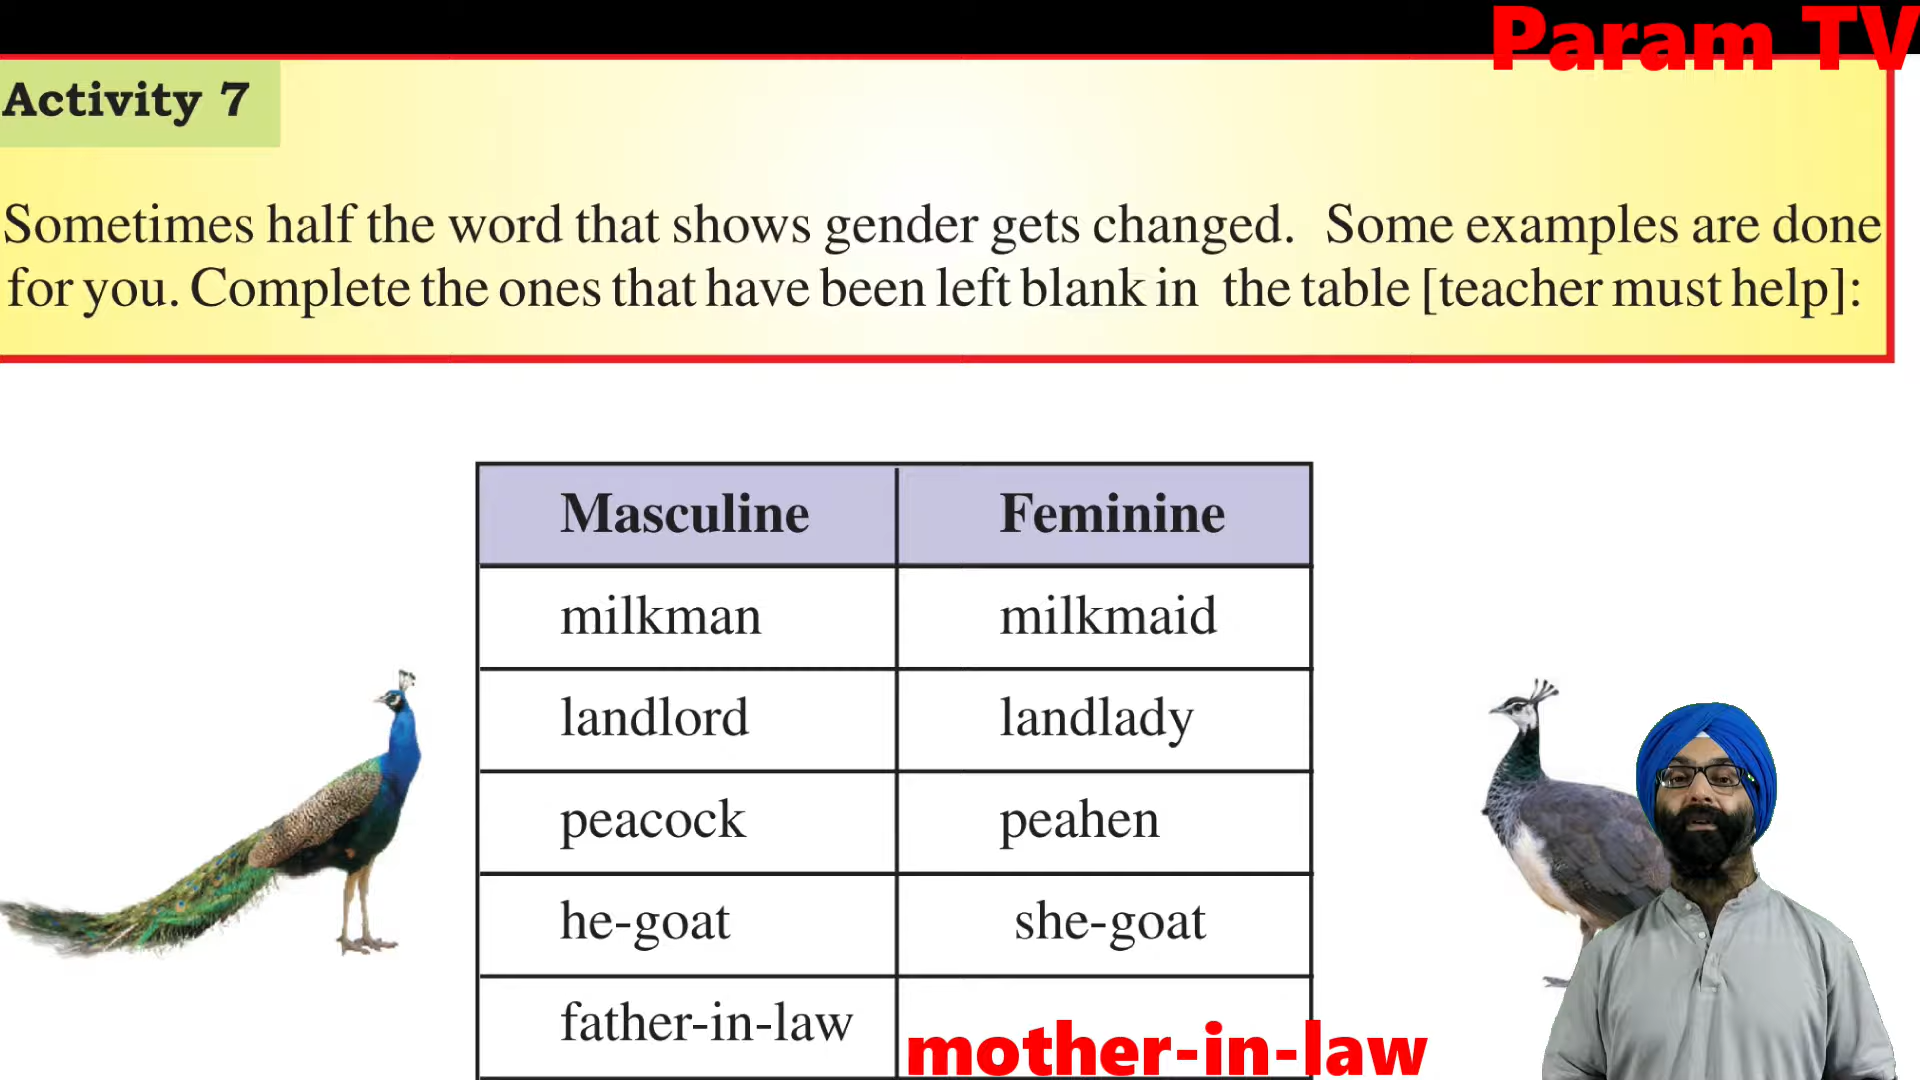 Param TV
Activity 7
Sometimes half the word that shows gender gets changed. Some examples are done
for you. Complete the ones that have been left blank in the table [teacher must help]:
Masculine Feminine
milkman milkmaid
landlord landlady
peacock peahen
he-goat she-goat
father-in-law mother-in-law